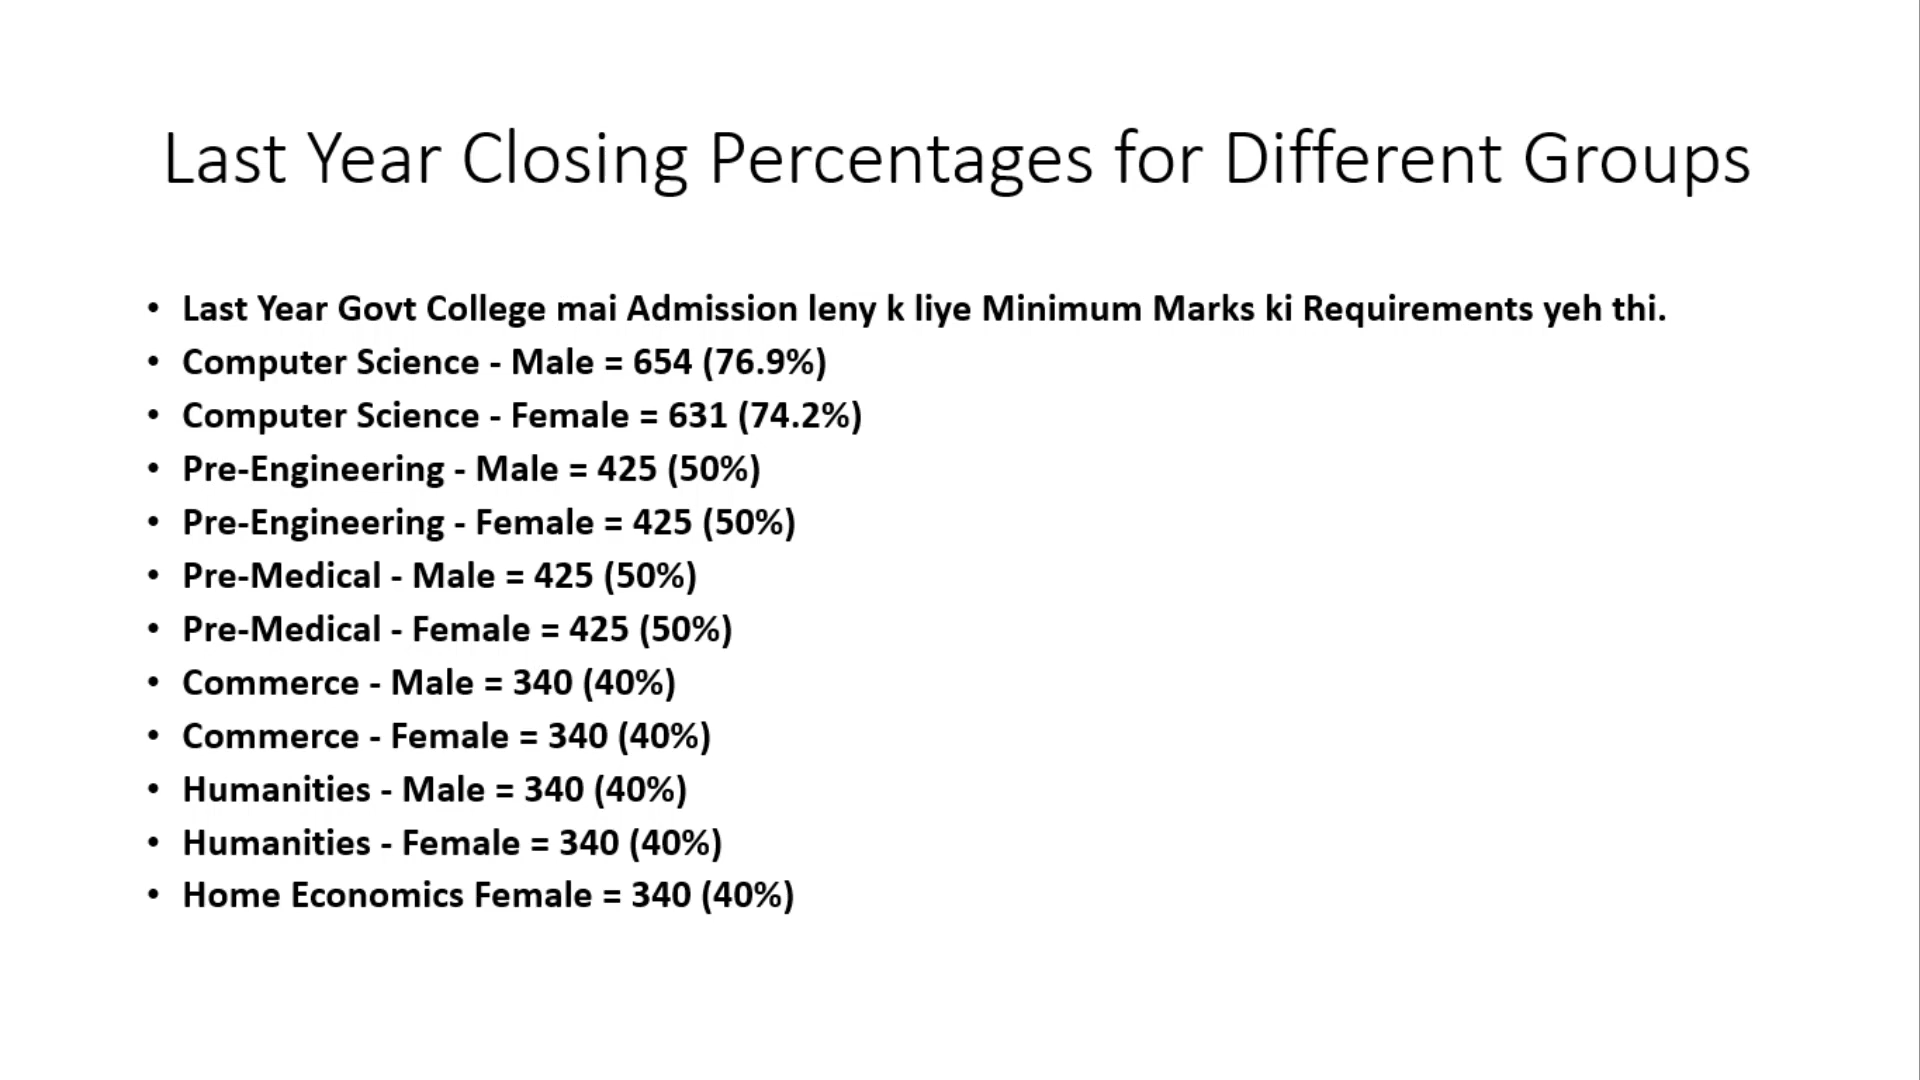 Last Year Closing Percentages for Different Groups
• Last Year Govt College mai Admission leny k liye Minimum Marks ki Requirements yeh thi.
• Computer Science - Male = 654 (76.9%)
• Computer Science - Female = 631 (74.2%)
• Pre-Engineering - Male = 425 (50%)
• Pre-Engineering - Female = 425 (50%)
• Pre-Medical - Male = 425 (50%)
• Pre-Medical - Female = 425 (50%)
• Commerce - Male = 340 (40%)
• Commerce - Female = 340 (40%)
• Humanities - Male = 340 (40%)
• Humanities - Female = 340 (40%)
• Home Economics Female = 340 (40%)